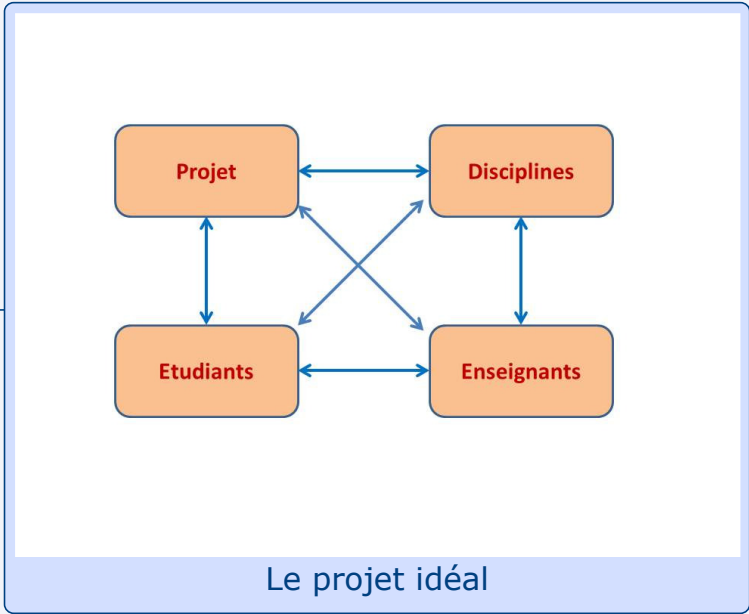 Projet
Disciplines
Etudiants
Enseignants
Le projet idéal